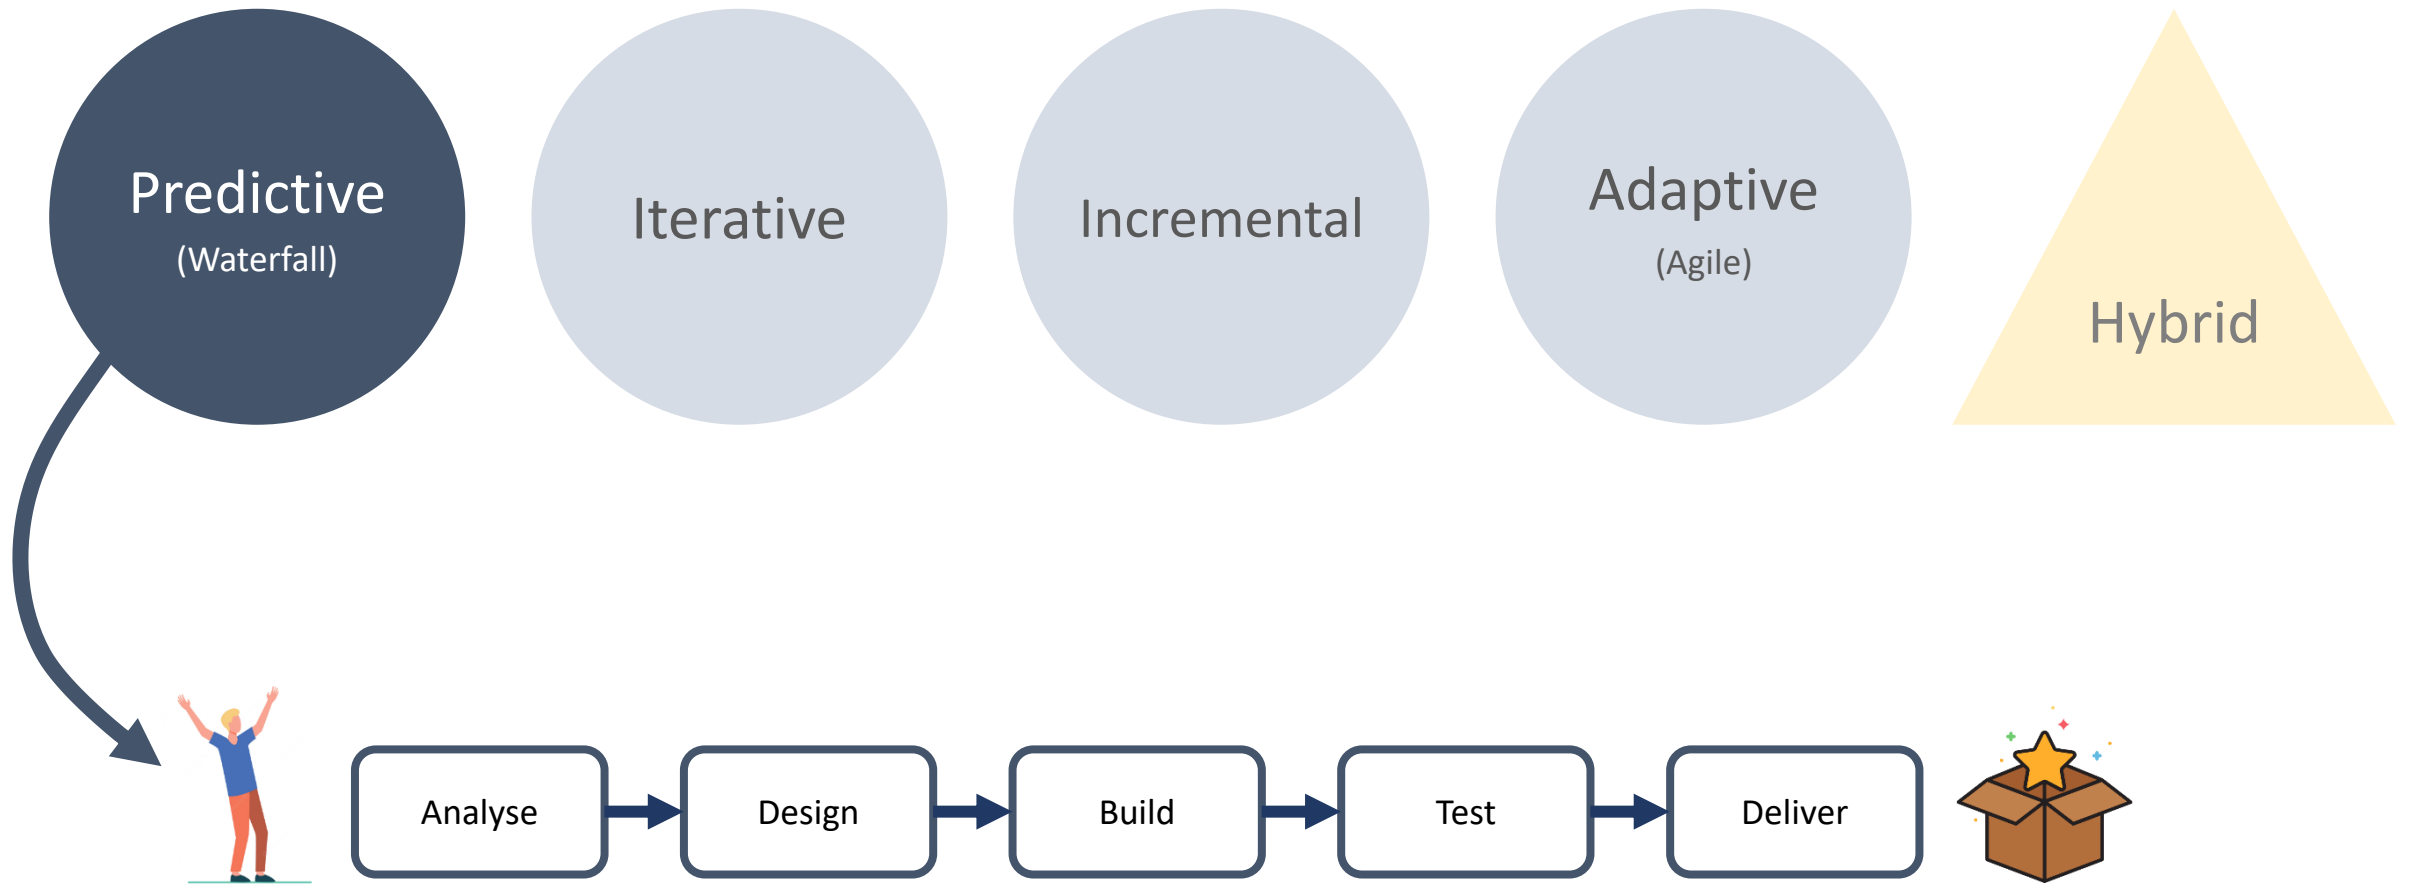 Predictive
(Waterfall)
Iterative
Incremental
Adaptive
(Agile)
Hybrid
Analyse
Design
Build
Test
Deliver